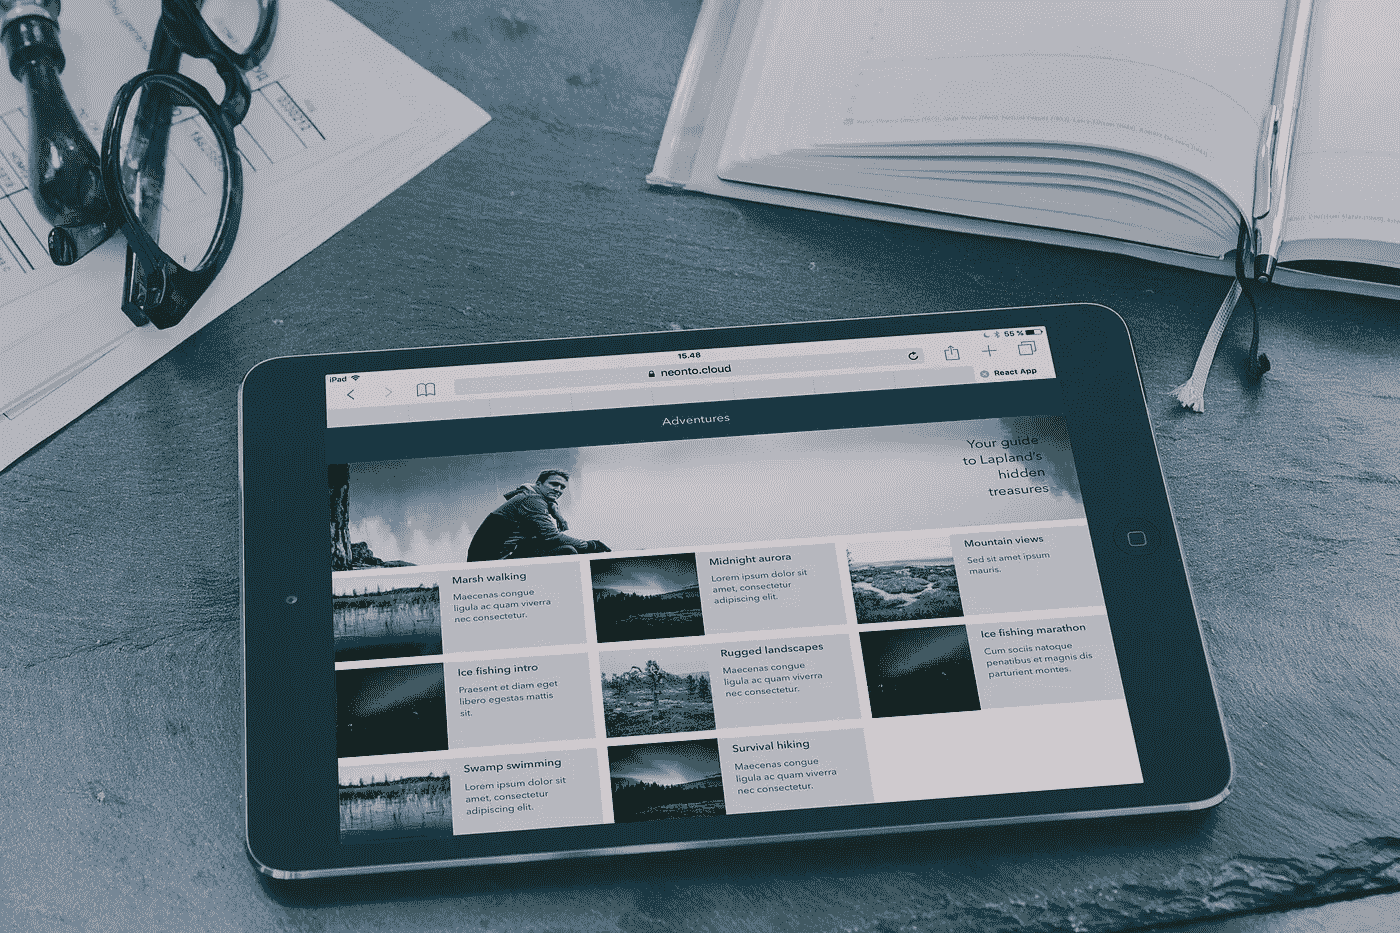 iPad
15.48
55 %
neonto.cloud
React App
Adventures
Your guide
to Lapland's
hidden
treasures
Marsh walking
Maecenas congue
ligula ac quam viverra
nec consectetur.
Midnight aurora
Lorem ipsum dolor sit
amet, consectetur
adipiscing elit.
Mountain views
Sed sit amet ipsum
mauris.
Ice fishing intro
Praesent et diam eget
libero egestas mattis
sit.
Rugged landscapes
Maecenas congue
ligula ac quam viverra
nec consectetur.
Ice fishing marathon
Cum sociis natoque
penatibus et magnis dis
parturient montes.
Swamp swimming
Lorem ipsum dolor sit
amet, consectetur
adipiscing elit.
Survival hiking
Maecenas congue
ligula ac quam viverra
nec consectetur.